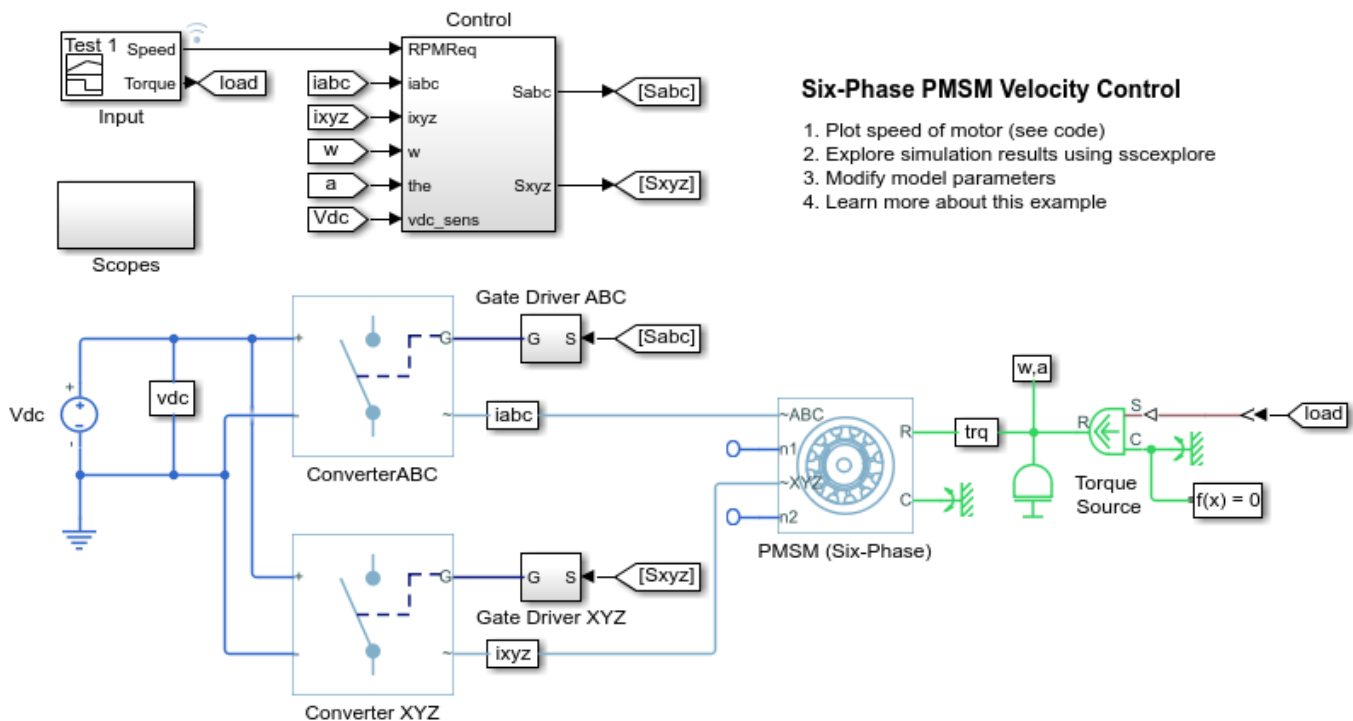 Control
Test 1
Speed
Torque
load
Input
RPMReq
iabc
iabc
ixyz
ixyz
w
w
a
the
Vdc
vdc_sens
Sabc
[Sabc]
Sxyz
[Sxyz]
Six-Phase PMSM Velocity Control
1. Plot speed of motor (see code)
2. Explore simulation results using sscexplore
3. Modify model parameters
4. Learn more about this example
Scopes
Gate Driver ABC
+
G
G
S
[Sabc]
+
Vdc
+
-
-
vdc
-
~
iabc
ConverterABC
~ABC
n1
~XYZ
n2
R
C
PMSM (Six-Phase)
trq
w,a
R
S
C
load
Torque
Source
f(x) = 0
+
G
G
S
[Sxyz]
Gate Driver XYZ
-
~
ixyz
Converter XYZ